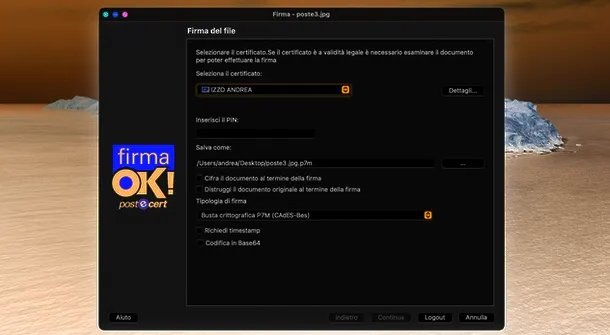 Firma - poste3.jpg
Firma del file
Selezionare il certificato.Se il certificato è a validità legale è necessario esaminare il documento
per poter effettuare la firma
Seleziona il certificato:
IZZO ANDREA
Dettagli...
Inserisci il PIN:
Salva come:
/Users/andrea/Desktop/poste3.jpg.p7m
...
Cifra il documento al termine della firma
Distruggi il documento originale al termine della firma
Tipologia di firma
Busta crittografica P7M (CAdES-Bes)
Richiedi timestamp
Codifica in Base64
firma
OK!
postecert
Aiuto
Indietro
Continua
Logout
Annulla